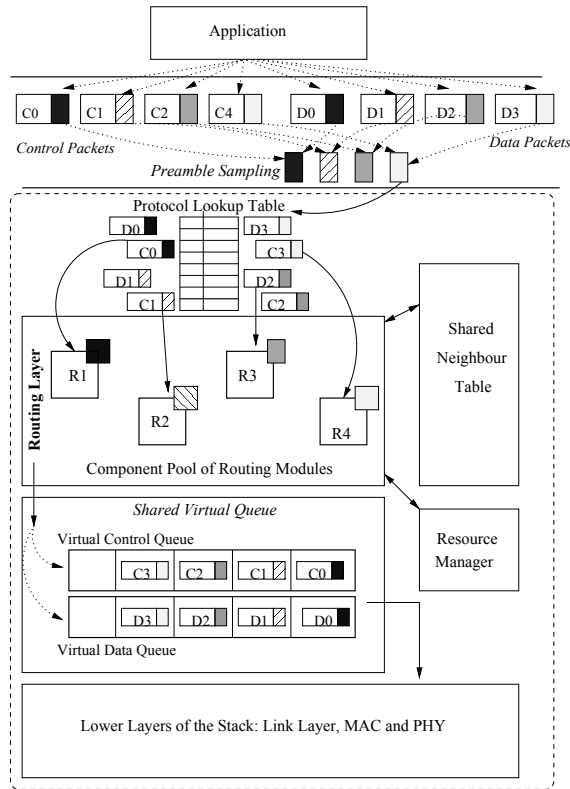 Application
C0 C1 C2 C4 D0 D1 D2 D3
Control Packets
Data Packets
Preamble Sampling
Protocol Lookup Table
D0 D3
C0 C3
D1 D2
C1 C2
Routing Layer
R1
R2
R3
R4
Component Pool of Routing Modules
Shared
Neighbour
Table
Shared Virtual Queue
Virtual Control Queue
C3 C2 C1 C0
D3 D2 D1 D0
Virtual Data Queue
Resource
Manager
Lower Layers of the Stack: Link Layer, MAC and PHY